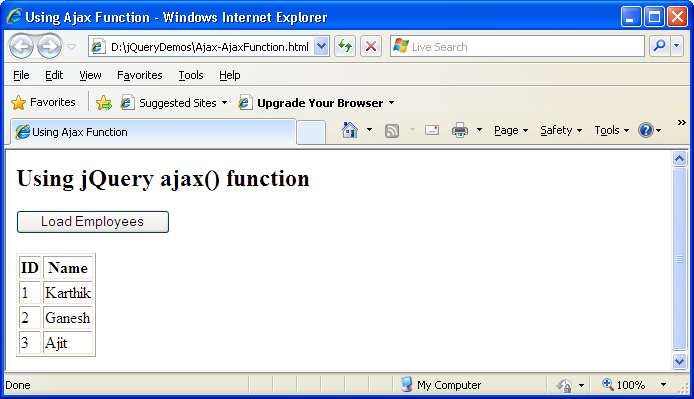 Using Ajax Function - Windows Internet Explorer
D:\jQueryDemos\Ajax-AjaxFunction.html
Live Search
File Edit View Favorites Tools Help
Favorites Suggested Sites Upgrade Your Browser
Using Ajax Function Page Safety Tools »
Using jQuery ajax() function
Load Employees
ID Name
1 Karthik
2 Ganesh
3 Ajit
Done My Computer 100%